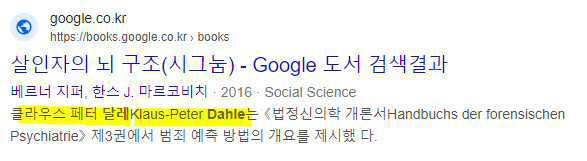 google.co.kr
https://books.google.co.kr › books
살인자의 뇌 구조(시그눔) - Google 도서 검색결과
베르너 지퍼, 한스 J. 마르코비치 · 2016 · Social Science
클라우스 페터 달레Klaus-Peter Dahle는 《법정신의학 개론서Handbuchs der forensischen
Psychiatrie》 제3권에서 범죄 예측 방법의 개요를 제시했 다.